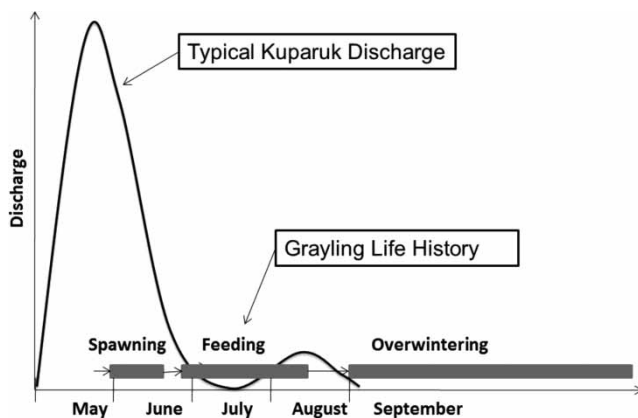 Typical Kuparuk Discharge
Discharge
Grayling Life History
Spawning Feeding Overwintering
May June July August September